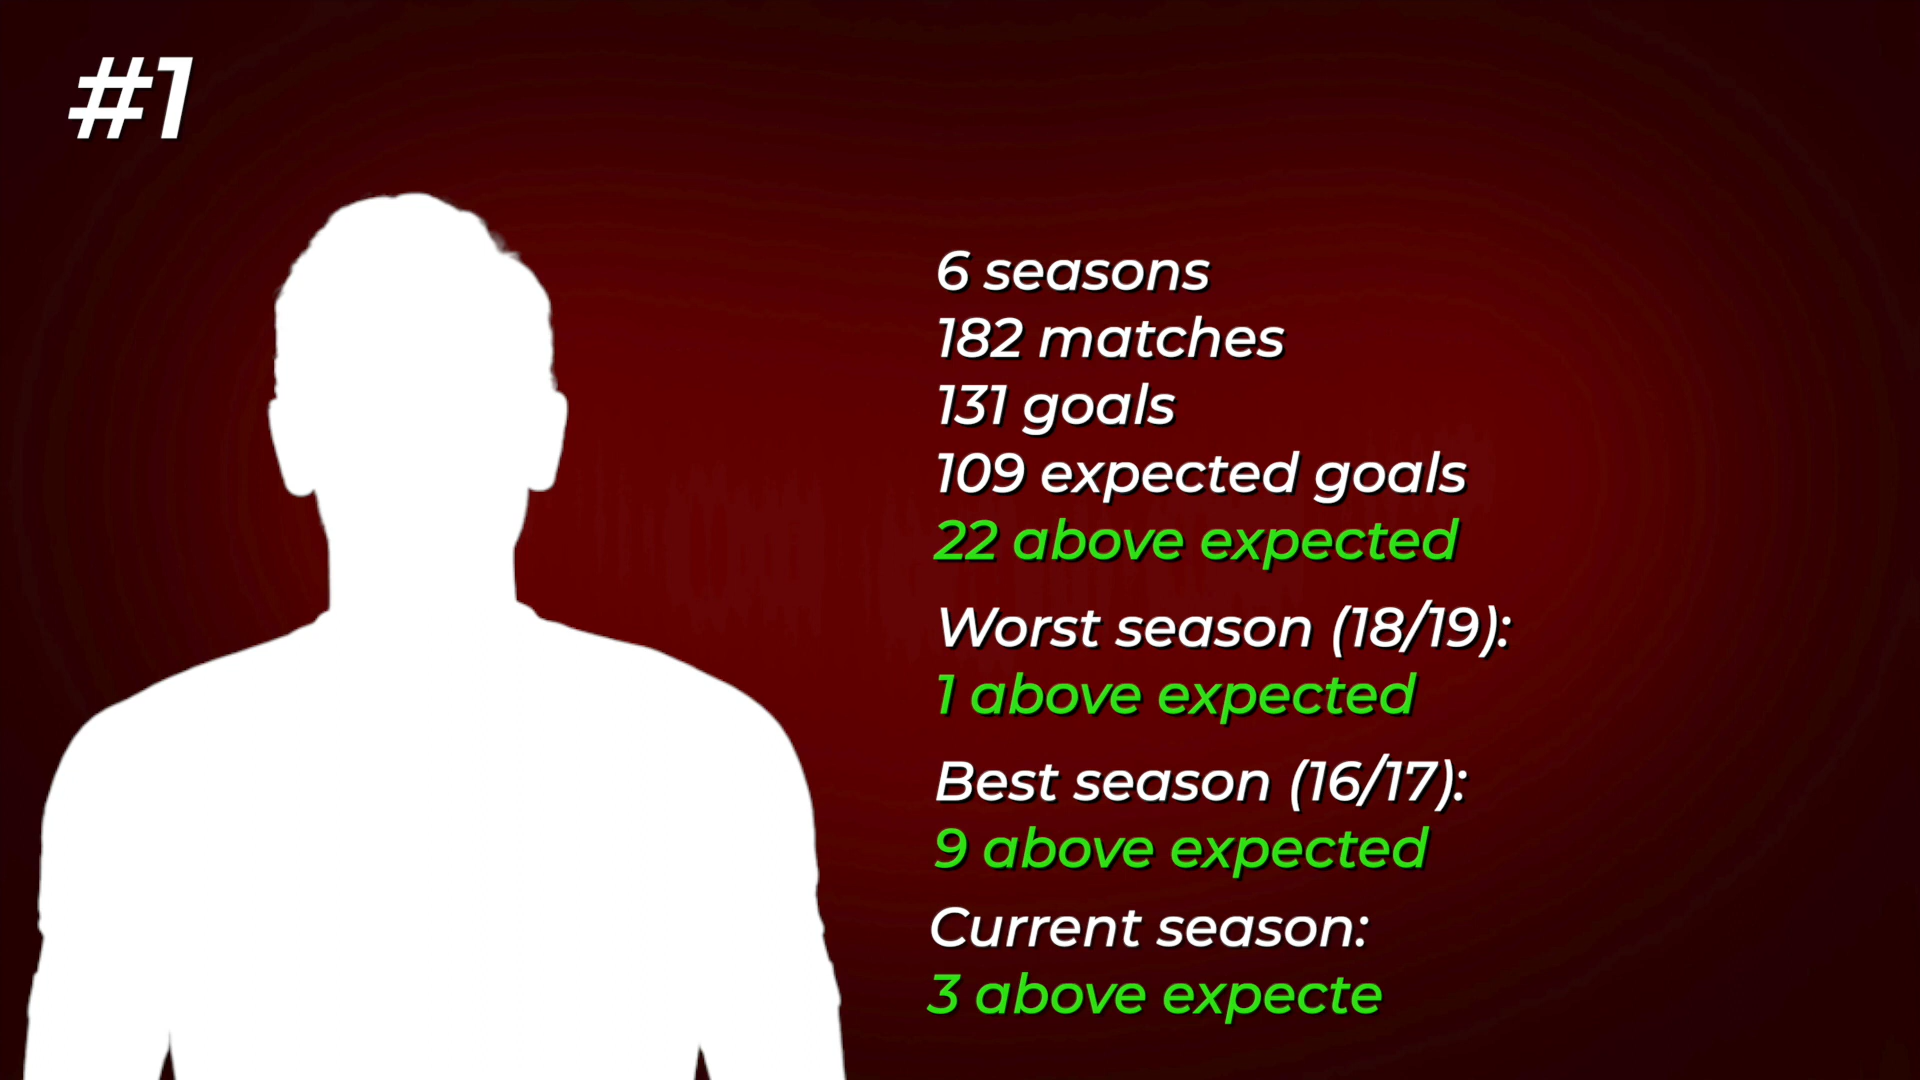 #1
6 seasons
182 matches
131 goals
109 expected goals
22 above expected
Worst season (18/19):
1 above expected
Best season (16/17):
9 above expected
Current season:
3 above expecte